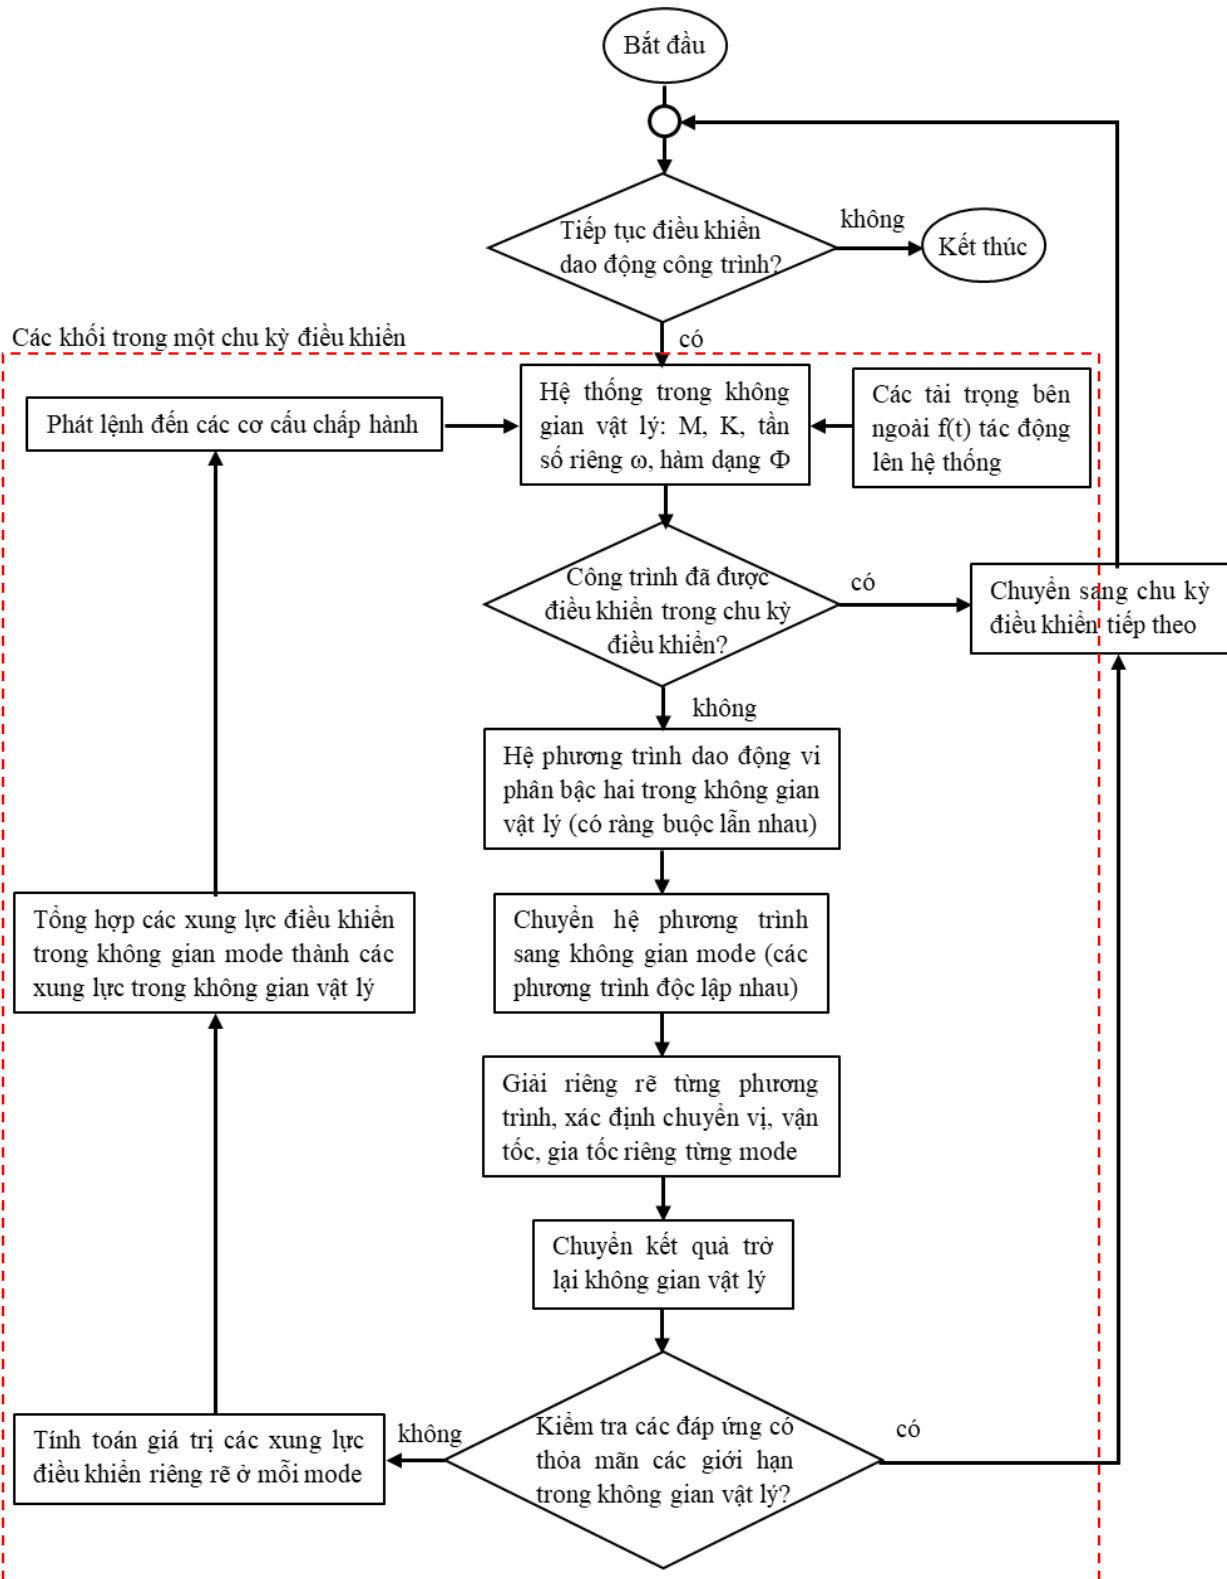 Bắt đầu
Tiếp tục điều khiển
dao động công trình?
không
Kết thúc
có
Các khối trong một chu kỳ điều khiển
Phát lệnh đến các cơ cấu chấp hành
Hệ thống trong không
gian vật lý: M, K, tần
số riêng ω, hàm dạng Φ
Các tải trọng bên
ngoài f(t) tác động
lên hệ thống
Công trình đã được
điều khiển trong chu kỳ
điều khiển?
có
Chuyển sang chu kỳ
điều khiển tiếp theo
không
Hệ phương trình dao động vi
phân bậc hai trong không gian
vật lý (có ràng buộc lẫn nhau)
Tổng hợp các xung lực điều khiển
trong không gian mode thành các
xung lực trong không gian vật lý
Chuyển hệ phương trình
sang không gian mode (các
phương trình độc lập nhau)
Giải riêng rẽ từng phương
trình, xác định chuyển vị, vận
tốc, gia tốc riêng từng mode
Chuyển kết quả trở
lại không gian vật lý
Tính toán giá trị các xung lực
điều khiển riêng rẽ ở mỗi mode
không
Kiểm tra các đáp ứng có
thỏa mãn các giới hạn
trong không gian vật lý?
có